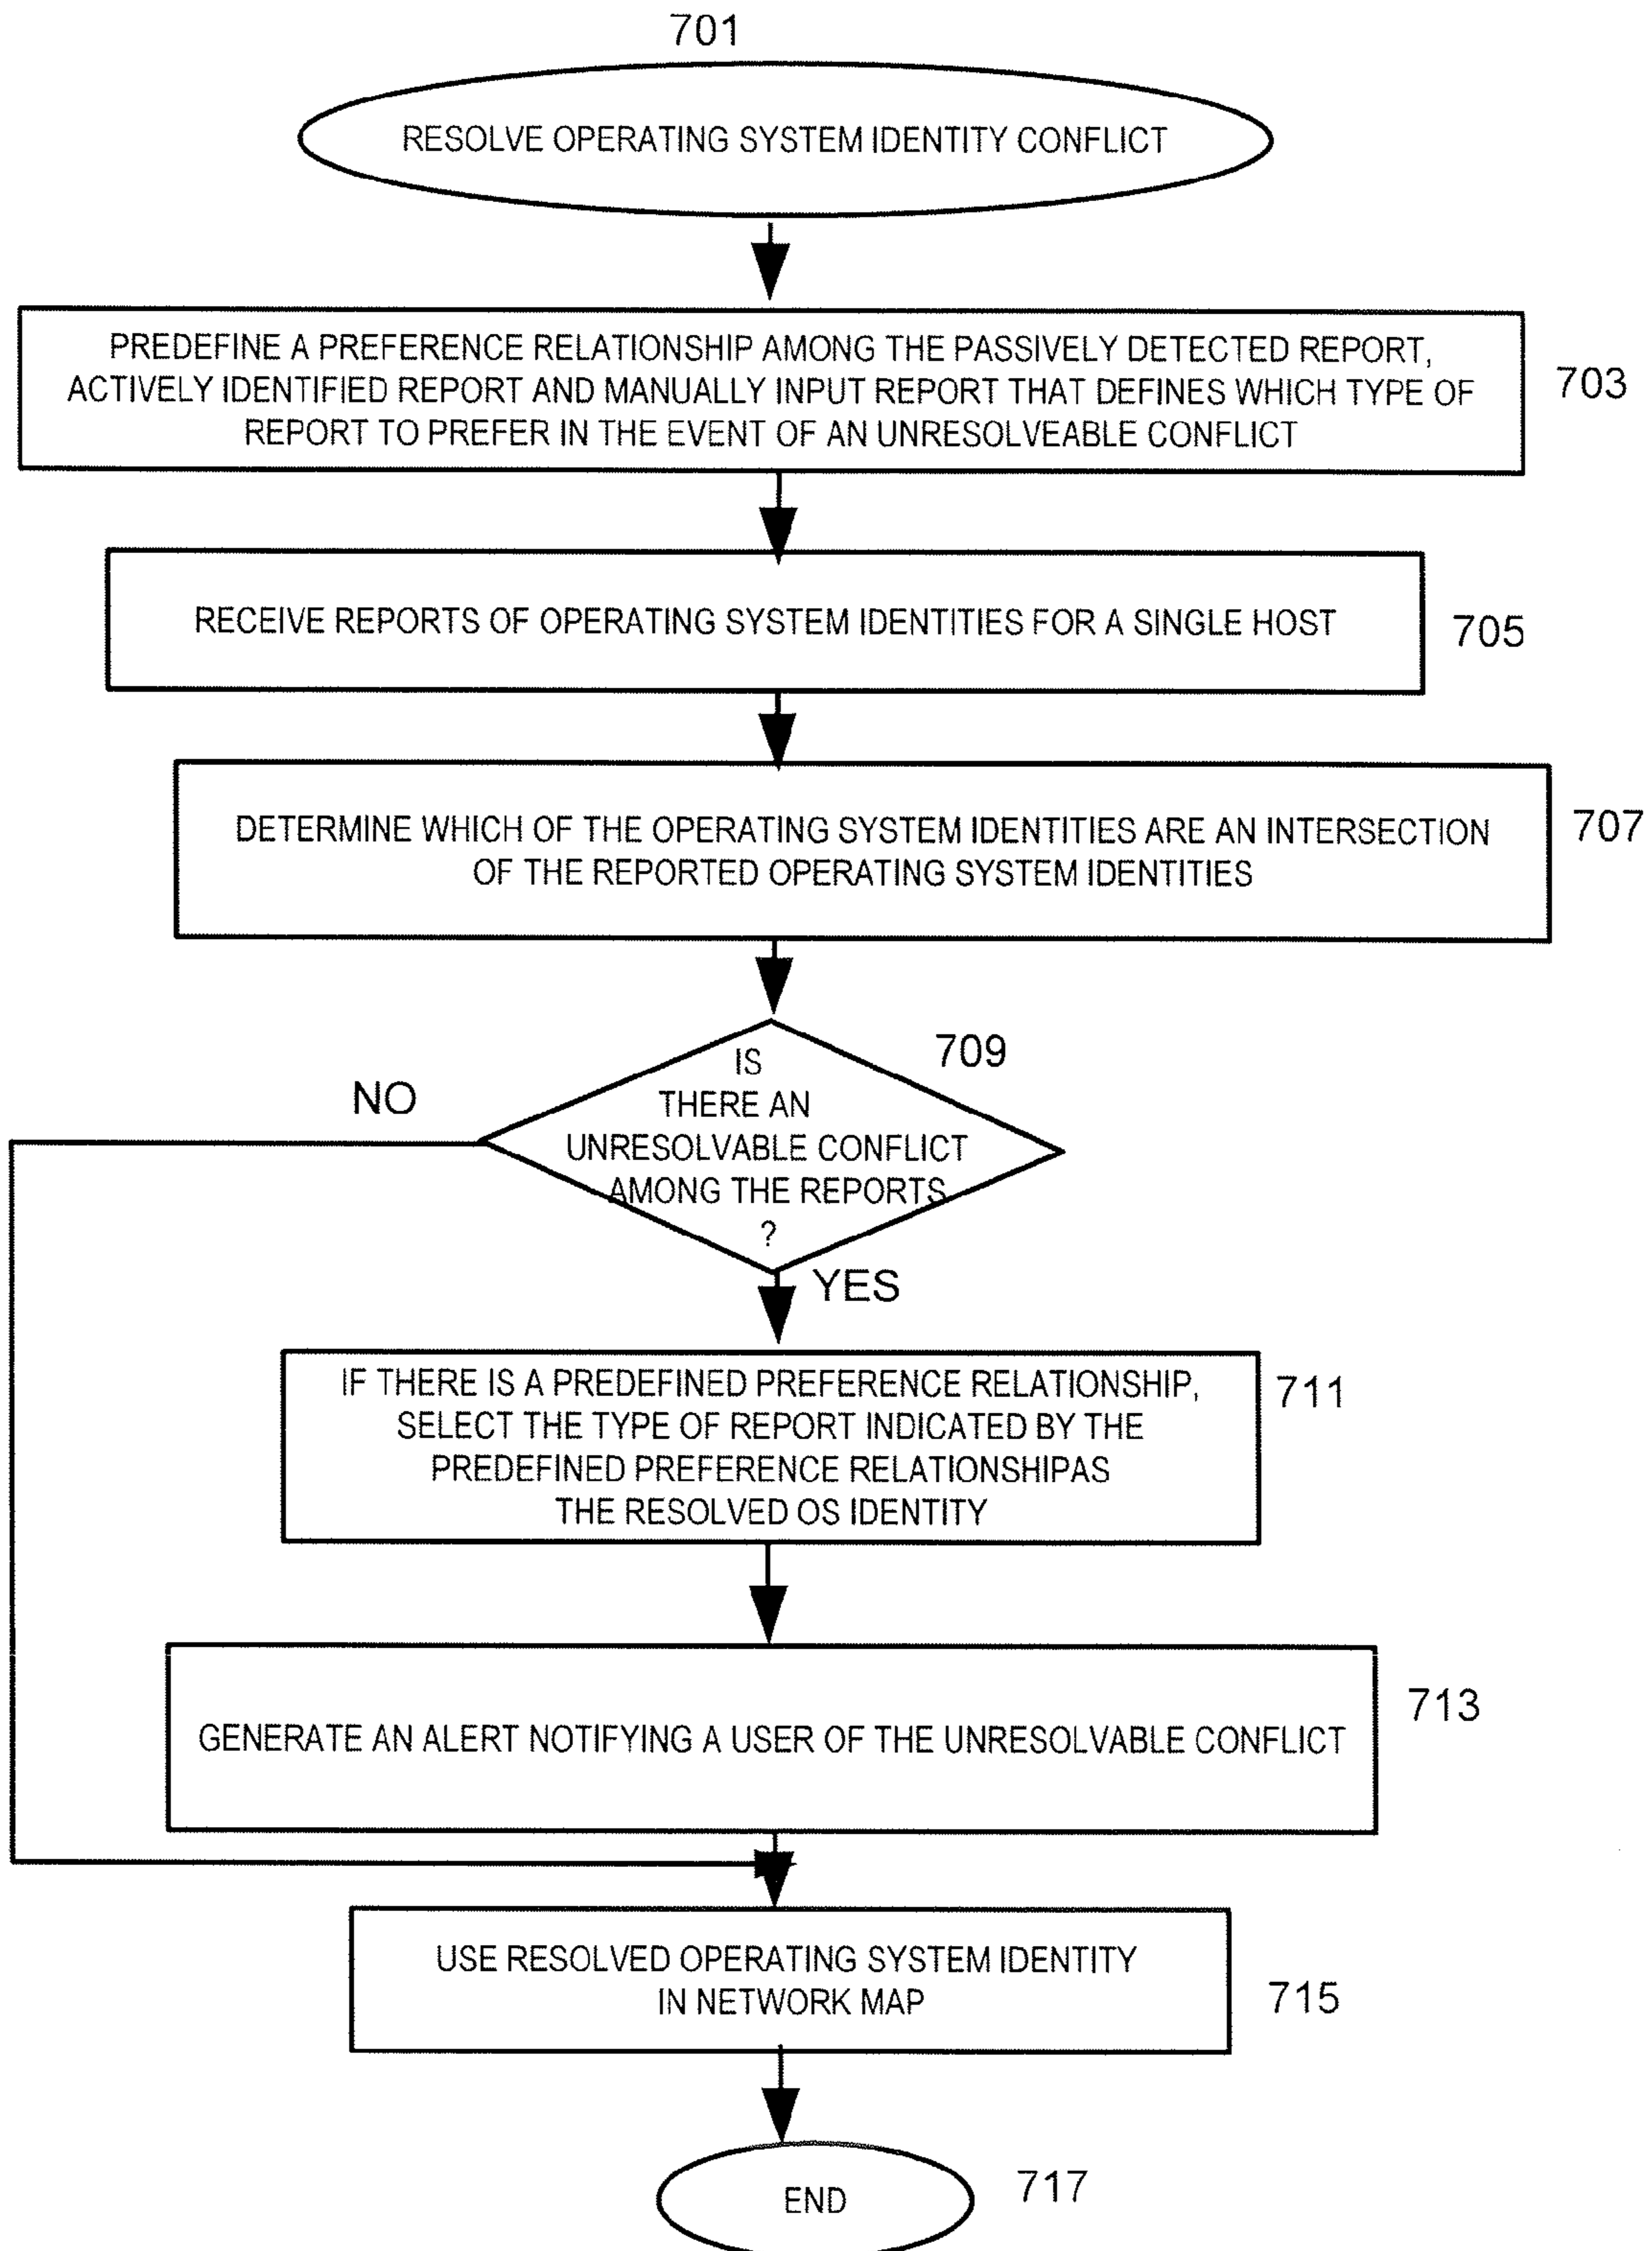 701
RESOLVE OPERATING SYSTEM IDENTITY CONFLICT
PREDEFINE A PREFERENCE RELATIONSHIP AMONG THE PASSIVELY DETECTED REPORT,
ACTIVELY IDENTIFIED REPORT AND MANUALLY INPUT REPORT THAT DEFINES WHICH TYPE OF
REPORT TO PREFER IN THE EVENT OF AN UNRESOLVEABLE CONFLICT
703
RECEIVE REPORTS OF OPERATING SYSTEM IDENTITIES FOR A SINGLE HOST
705
DETERMINE WHICH OF THE OPERATING SYSTEM IDENTITIES ARE AN INTERSECTION
OF THE REPORTED OPERATING SYSTEM IDENTITIES
707
709
IS
THERE AN
UNRESOLVABLE CONFLICT
AMONG THE REPORTS
?
NO
YES
IF THERE IS A PREDEFINED PREFERENCE RELATIONSHIP,
SELECT THE TYPE OF REPORT INDICATED BY THE
PREDEFINED PREFERENCE RELATIONSHIPAS
THE RESOLVED OS IDENTITY
711
GENERATE AN ALERT NOTIFYING A USER OF THE UNRESOLVABLE CONFLICT
713
USE RESOLVED OPERATING SYSTEM IDENTITY
IN NETWORK MAP
715
END
717